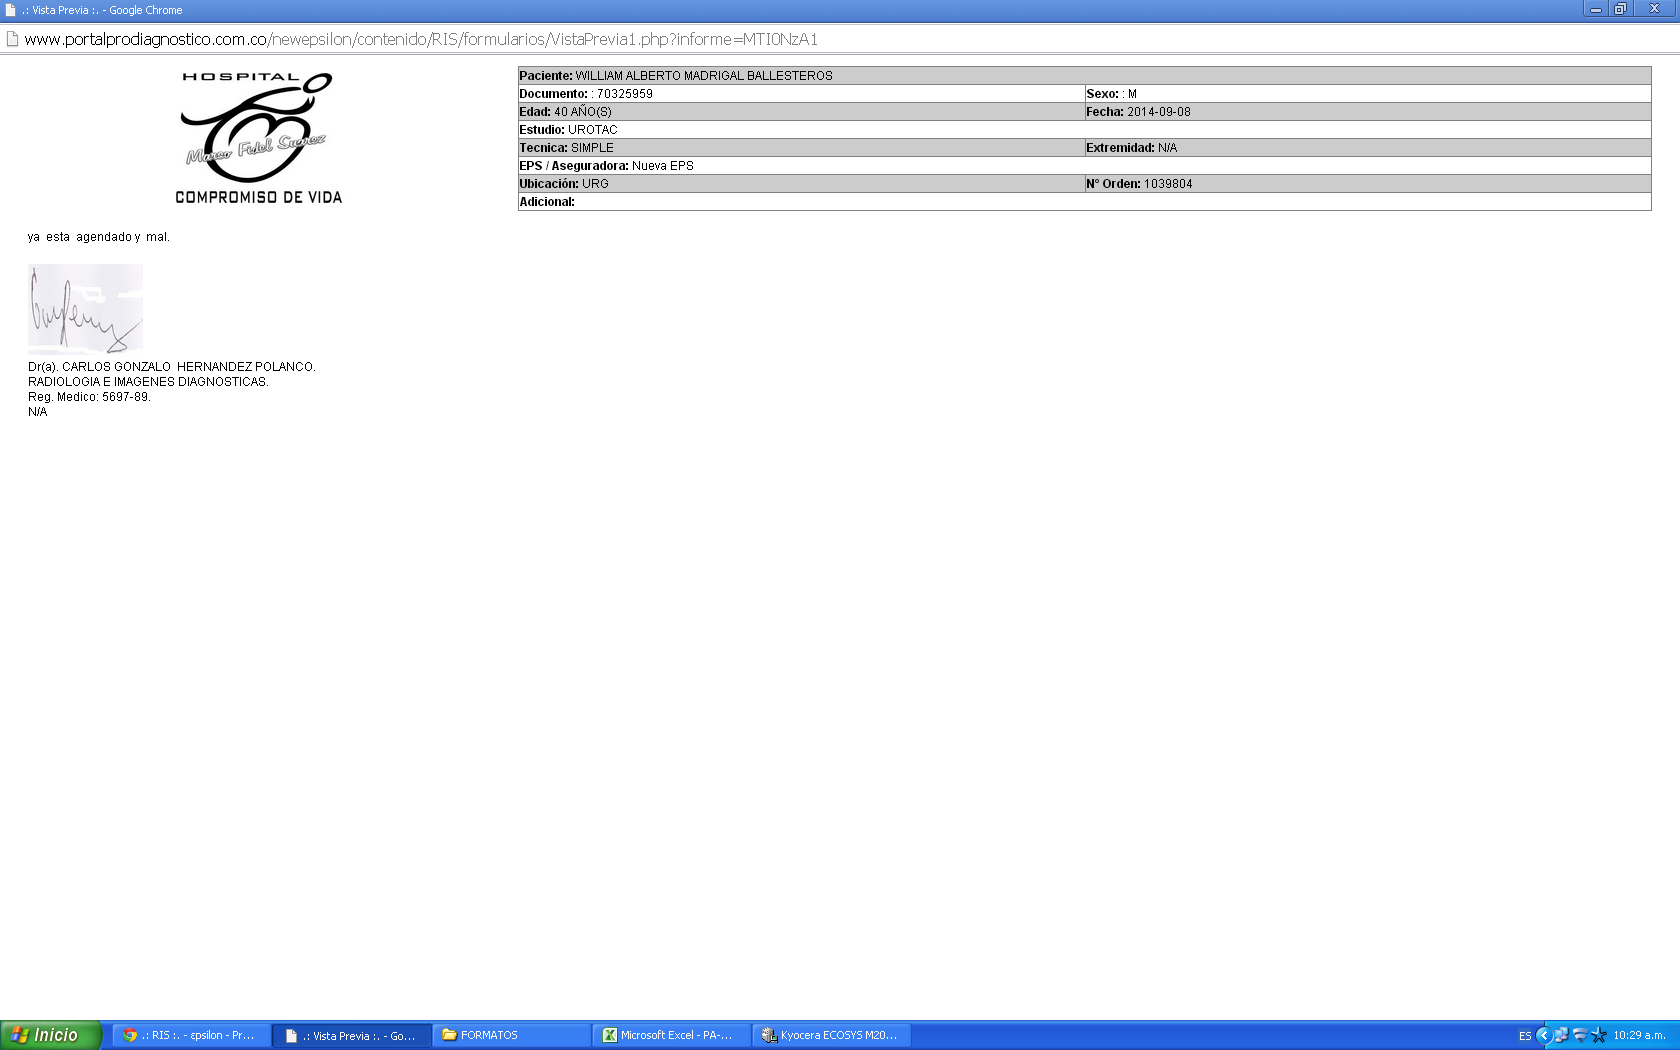 .: Vista Previa :. - Google Chrome
www.portalprodiagnostico.com.co/newepsilon/contenido/RIS/formularios/VistaPrevia1.php?informe=MTI0NzA1
HOSPITAL
Marco Fidel Suarez
COMPROMISO DE VIDA
Paciente: WILLIAM ALBERTO MADRIGAL BALLESTEROS
Documento: : 70325959 Sexo: : M
Edad: 40 AÑO(S) Fecha: 2014-09-08
Estudio: UROTAC
Tecnica: SIMPLE Extremidad: N/A
EPS / Aseguradora: Nueva EPS
Ubicación: URG Nº Orden: 1039804
Adicional:
ya esta agendado y mal.
Dr(a). CARLOS GONZALO HERNANDEZ POLANCO.
RADIOLOGIA E IMAGENES DIAGNOSTICAS.
Reg. Medico: 5697-89.
N/A
Inicio .: RIS :. - εpsilon - Pr... .: Vista Previa :. - Go... FORMATOS Microsoft Excel - PA-... Kyocera ECOSYS M20... ES 10:29 a.m.